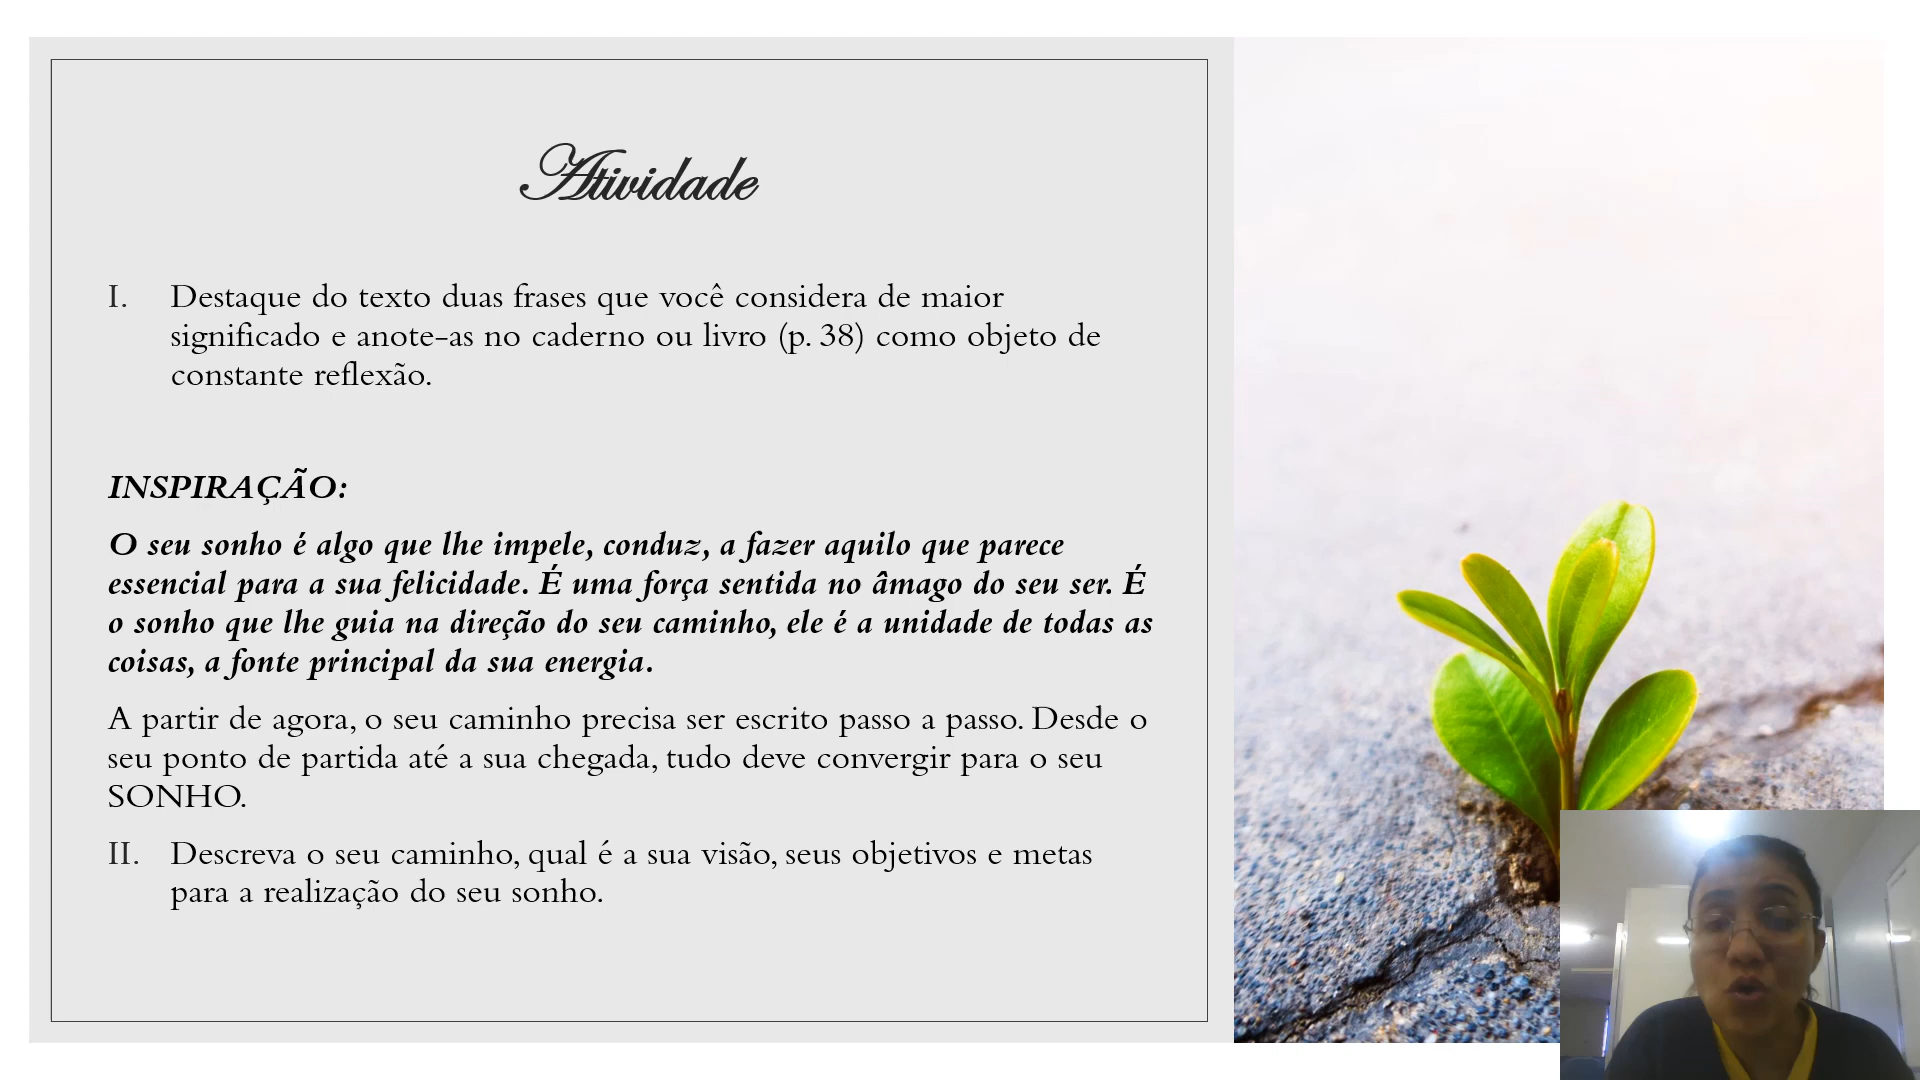 Atividade
I. Destaque do texto duas frases que você considera de maior
significado e anote-as no caderno ou livro (p. 38) como objeto de
constante reflexão.
INSPIRAÇÃO:
O seu sonho é algo que lhe impele, conduz, a fazer aquilo que parece
essencial para a sua felicidade. É uma força sentida no âmago do seu ser. É
o sonho que lhe guia na direção do seu caminho, ele é a unidade de todas as
coisas, a fonte principal da sua energia.
A partir de agora, o seu caminho precisa ser escrito passo a passo. Desde o
seu ponto de partida até a sua chegada, tudo deve convergir para o seu
SONHO.
II. Descreva o seu caminho, qual é a sua visão, seus objetivos e metas
para a realização do seu sonho.